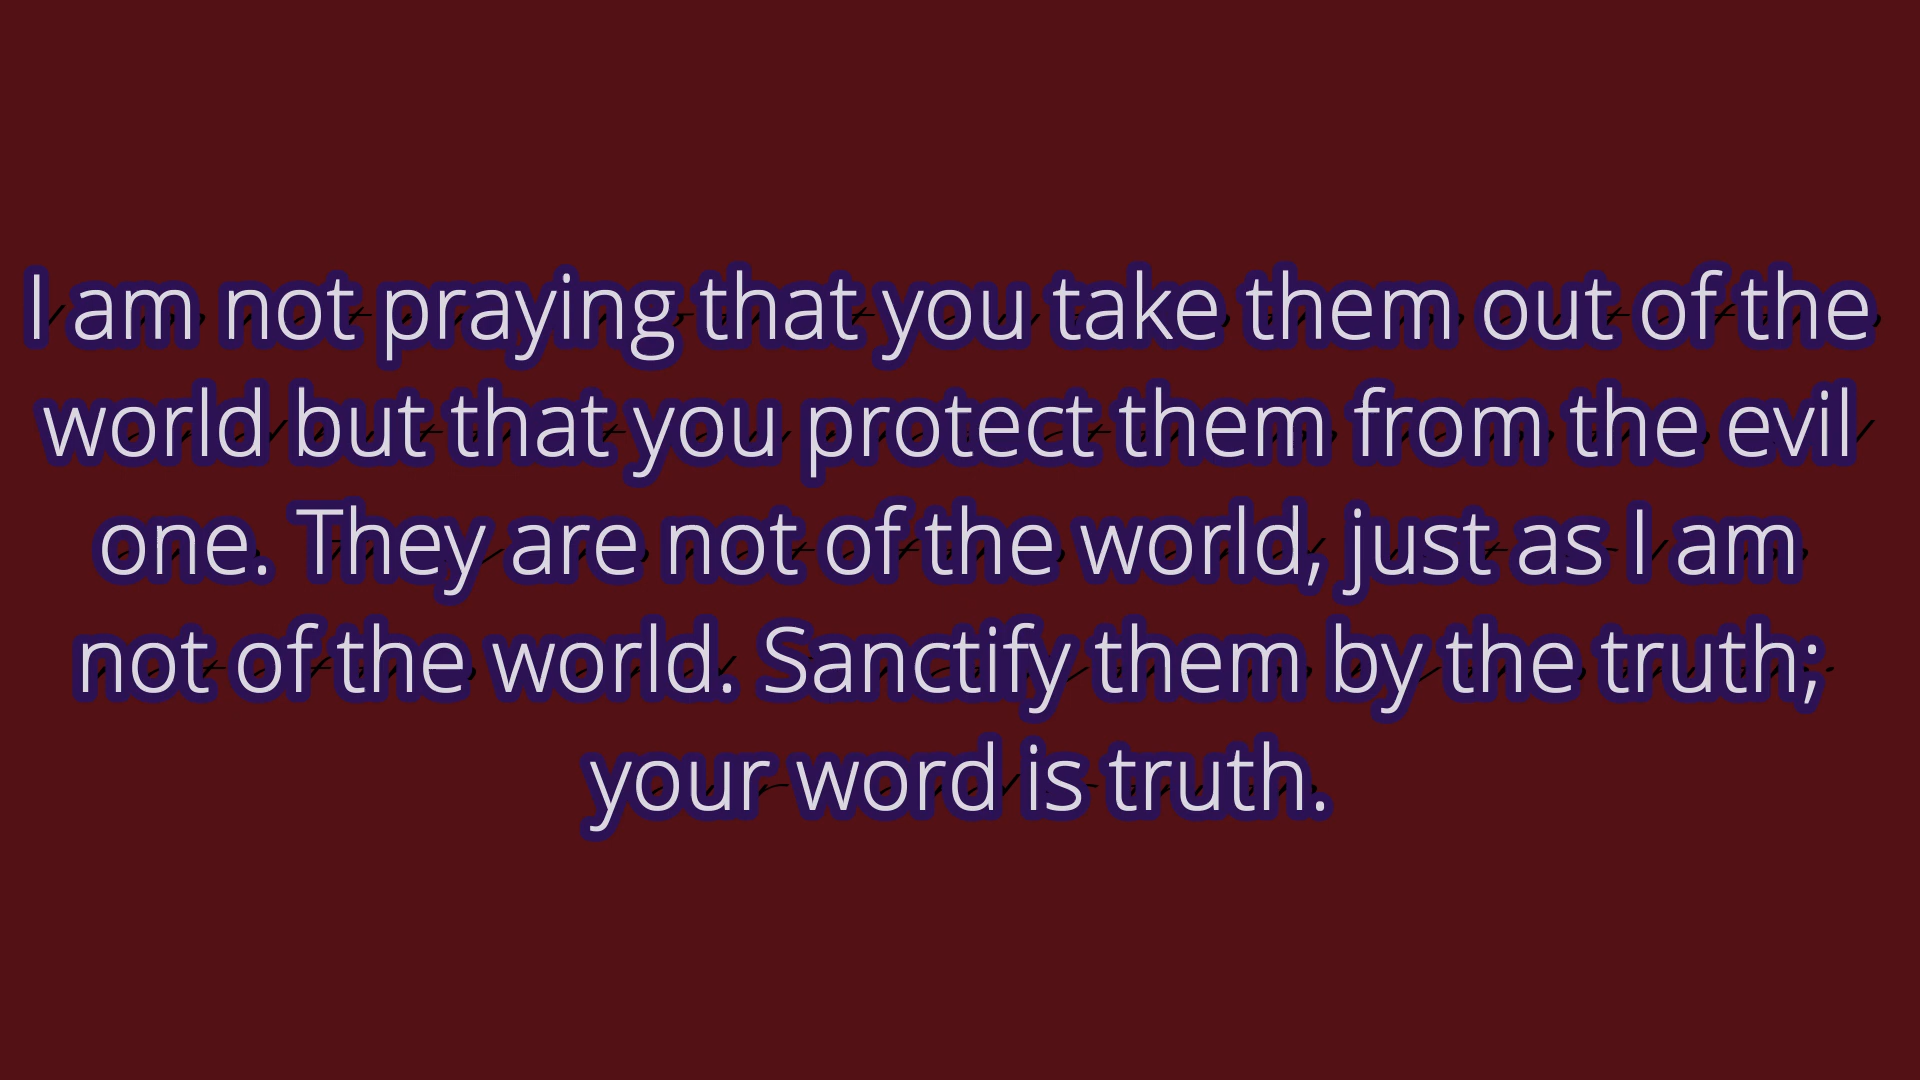 I am not praying that you take them out of the
world but that you protect them from the evil
one. They are not of the world, just as I am
not of the world. Sanctify them by the truth;
your word is truth.